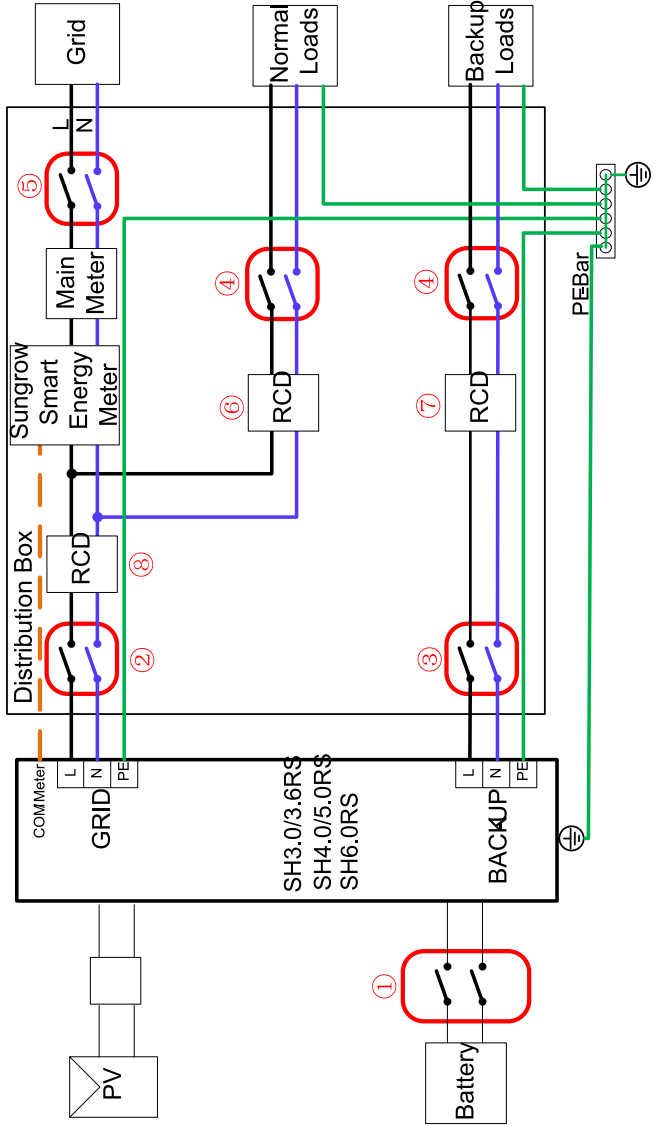 Grid
Normal
Loads
Backup
Loads
L
N
⑤
Main
Meter
④
④
PE-Bar
Sungrow
Smart
Energy
Meter
⑥
RCD
⑦
RCD
Distribution Box
RCD
⑧
②
③
COM Meter
L
N
PE
GRID
SH3.0/3.6RS
SH4.0/5.0RS
SH6.0RS
L
N
PE
BACKUP
①
PV
Battery